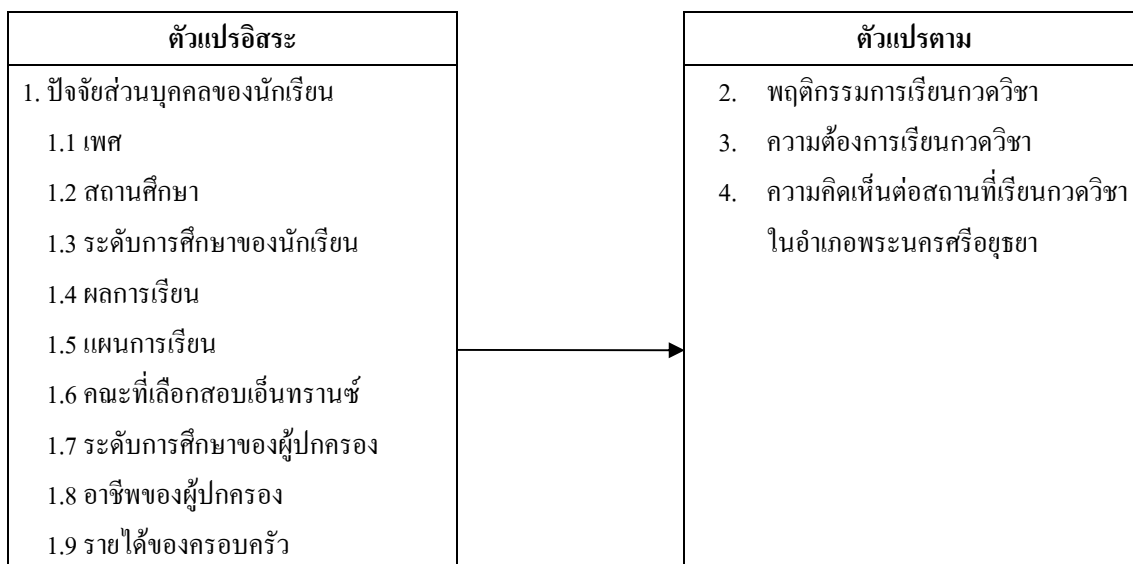 ตัวแปรอิสระ
1. ปัจจัยส่วนบุคคลของนักเรียน
1.1 เพศ
1.2 สถานศึกษา
1.3 ระดับการศึกษาของนักเรียน
1.4 ผลการเรียน
1.5 แผนการเรียน
1.6 คณะที่เลือกสอบเอ็นทรานซ์
1.7 ระดับการศึกษาของผู้ปกครอง
1.8 อาชีพของผู้ปกครอง
1.9 รายได้ของครอบครัว
ตัวแปรตาม
2. พฤติกรรมการเรียนกวดวิชา
3. ความต้องการเรียนกวดวิชา
4. ความคิดเห็นต่อสถานที่เรียนกวดวิชา
ในอำเภอพระนครศรีอยุธยา